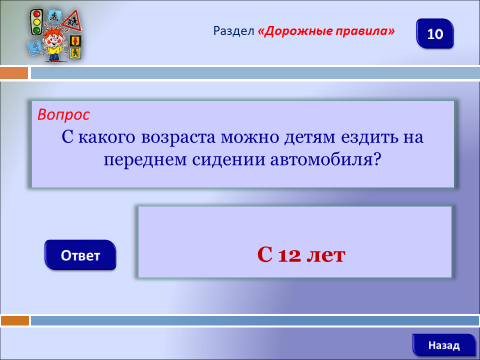 Раздел «Дорожные правила»
10
Вопрос
С какого возраста можно детям ездить на
переднем сидении автомобиля?
Ответ
С 12 лет
Назад